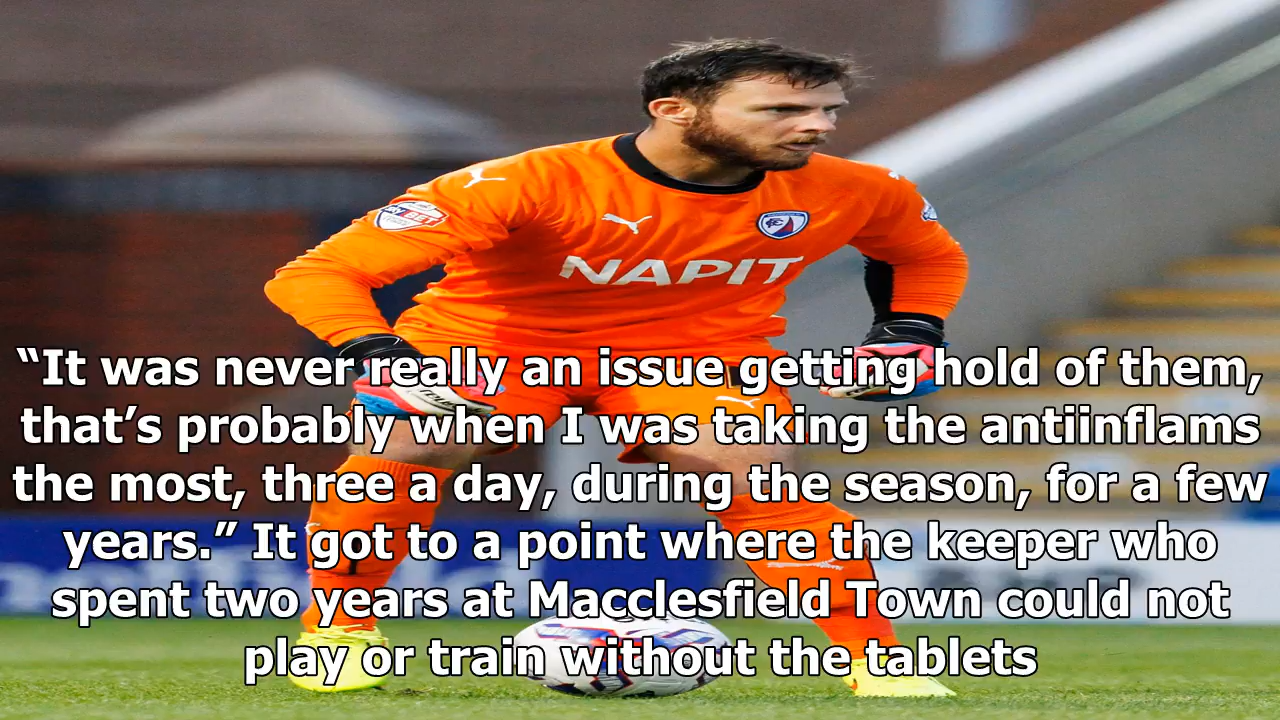 SKY BET
NAPIT
“It was never really an issue getting hold of them,
that’s probably when I was taking the antiinflams
the most, three a day, during the season, for a few
years.” It got to a point where the keeper who
spent two years at Macclesfield Town could not
play or train without the tablets